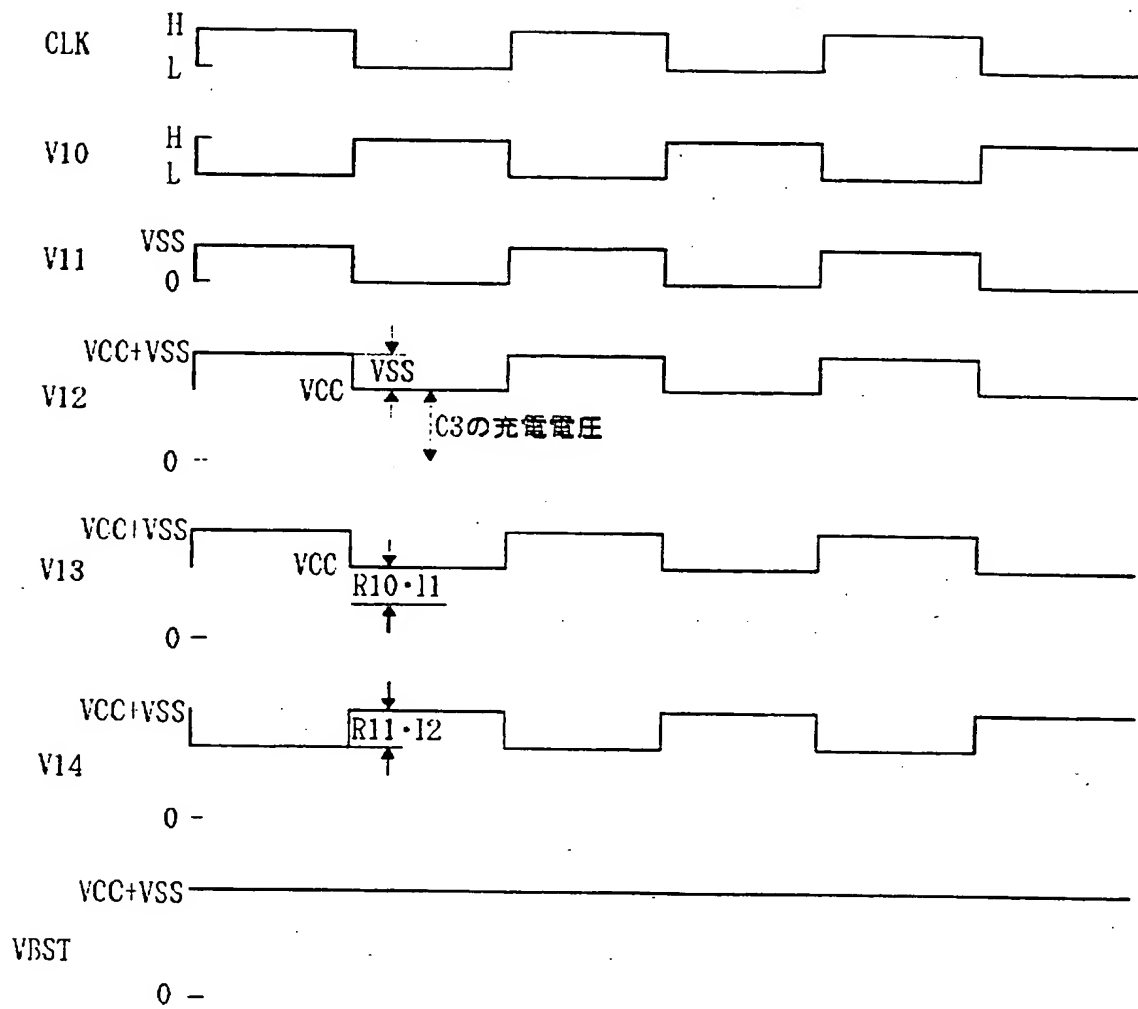 H
CLK
L
H
V10
L
VSS
V11
0
VCC+VSS
VSS
VCC
V12
C3の充電電圧
0
VCC+VSS
VCC
V13
R10・I1
0
VCC+VSS
R11・I2
V14
0
VCC+VSS
VBST
0